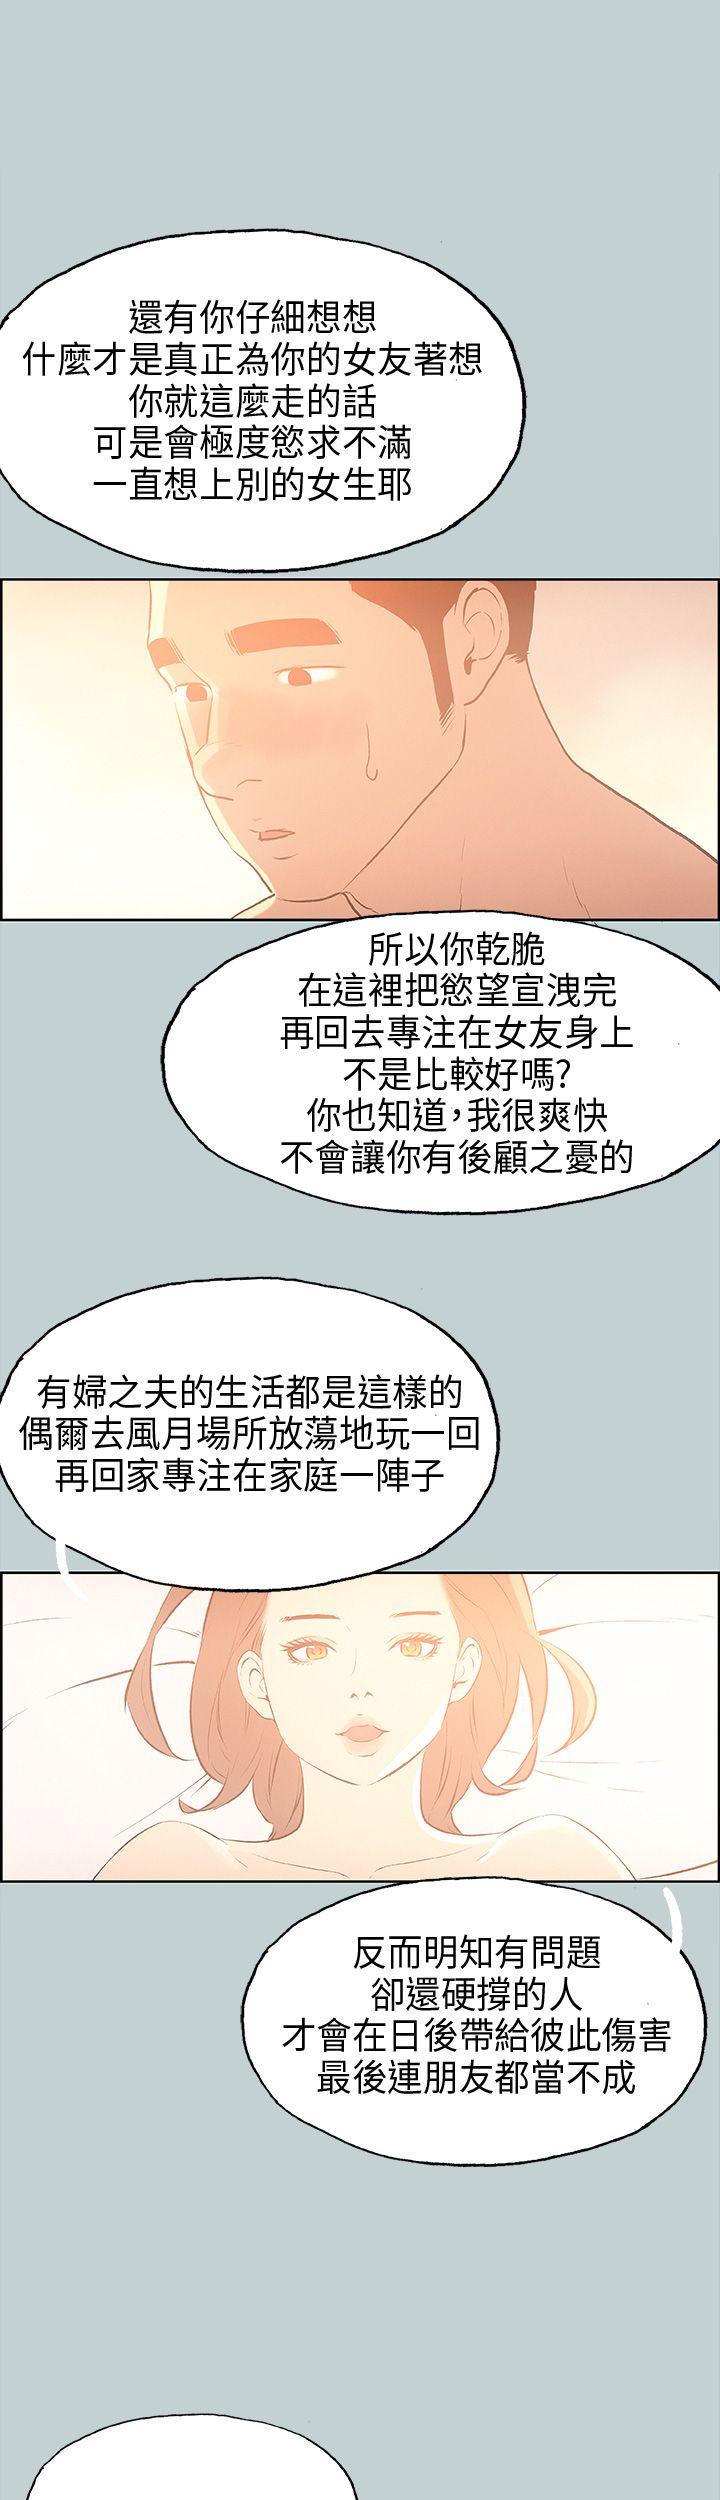 還有你仔細想想
什麼才是真正為你的女友著想
你就這麼走的話
可是會極度慾求不滿
一直想上別的女生耶
所以你乾脆
在這裡把慾望宣洩完
再回去專注在女友身上
不是比較好嗎?
你也知道，我很爽快
不會讓你有後顧之憂的
有婦之夫的生活都是這樣的
偶爾去風月場所放蕩地玩一回
再回家專注在家庭一陣子
反而明知有問題
卻還硬撐的人
才會在日後帶給彼此傷害
最後連朋友都當不成